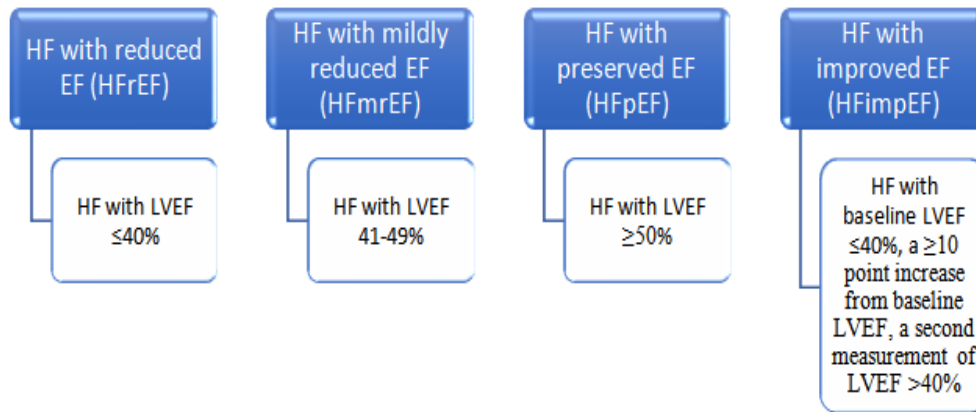 HF with reduced
EF (HFrEF)
HF with LVEF
≤40%
HF with mildly
reduced EF
(HFmrEF)
HF with LVEF
41-49%
HF with
preserved EF
(HFpEF)
HF with LVEF
≥50%
HF with
improved EF
(HFimpEF)
HF with
baseline LVEF
≤40%, a ≥10
point increase
from baseline
LVEF, a second
measurement of
LVEF >40%